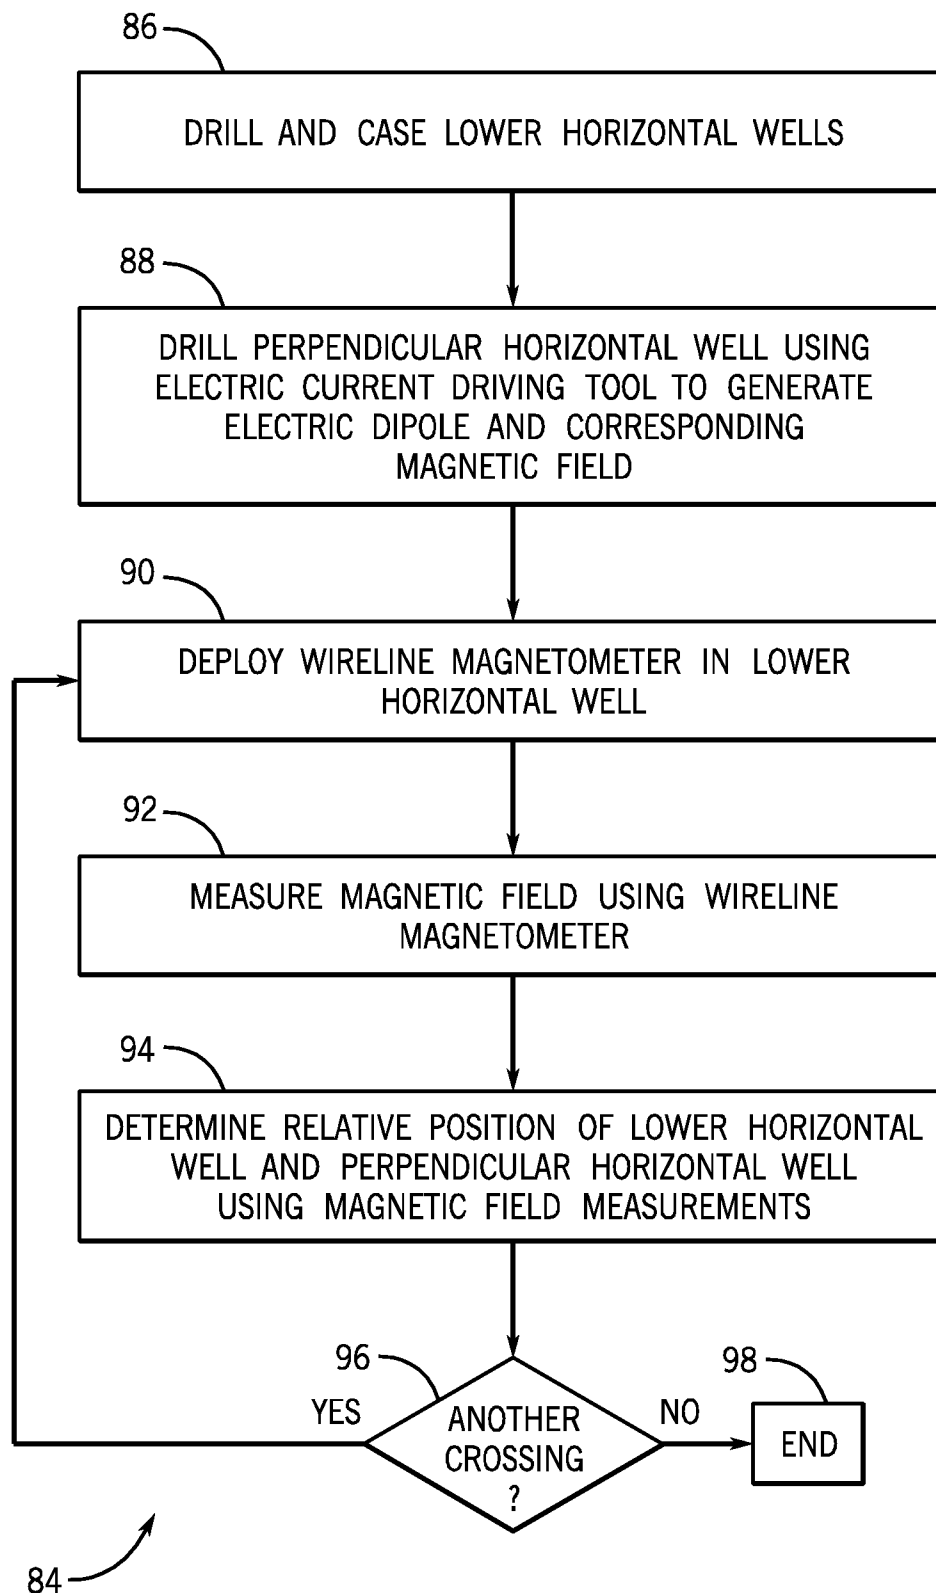 86
DRILL AND CASE LOWER HORIZONTAL WELLS
88
DRILL PERPENDICULAR HORIZONTAL WELL USING
ELECTRIC CURRENT DRIVING TOOL TO GENERATE
ELECTRIC DIPOLE AND CORRESPONDING
MAGNETIC FIELD
90
DEPLOY WIRELINE MAGNETOMETER IN LOWER
HORIZONTAL WELL
92
MEASURE MAGNETIC FIELD USING WIRELINE
MAGNETOMETER
94
DETERMINE RELATIVE POSITION OF LOWER HORIZONTAL
WELL AND PERPENDICULAR HORIZONTAL WELL
USING MAGNETIC FIELD MEASUREMENTS
96
98
YES
ANOTHER
CROSSING
?
NO
END
84